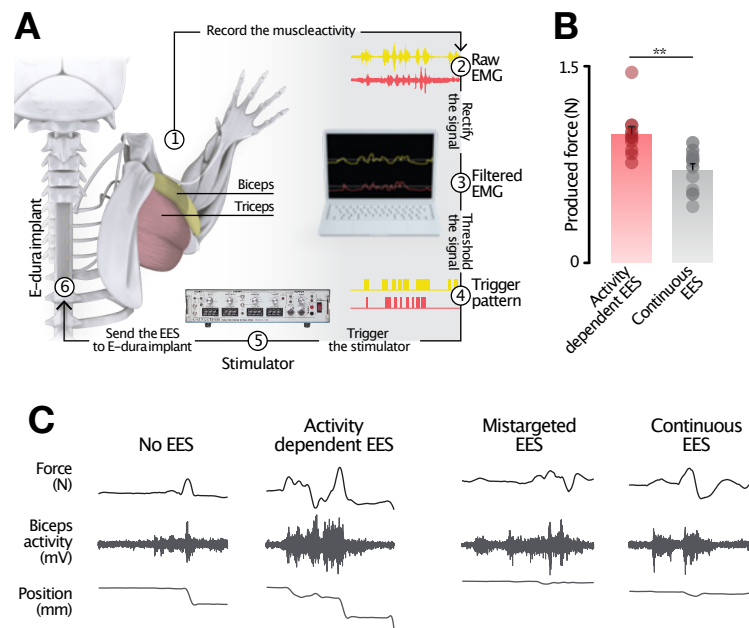 A
Record the muscleactivity
1
2
Raw
EMG
Rectify
the signal
3
Filtered
EMG
Biceps
Triceps
Threshold
the signal
4
Trigger
pattern
E-dura implant
6
Send the EES
to E-dura implant
5
Stimulator
Trigger
the stimulator
B
**
Produced force (N)
1.5
0
Activity
dependent EES
Continuous
EES
C
No EES
Activity
dependent EES
Mistargeted
EES
Continuous
EES
Force
(N)
Biceps
activity
(mV)
Position
(mm)